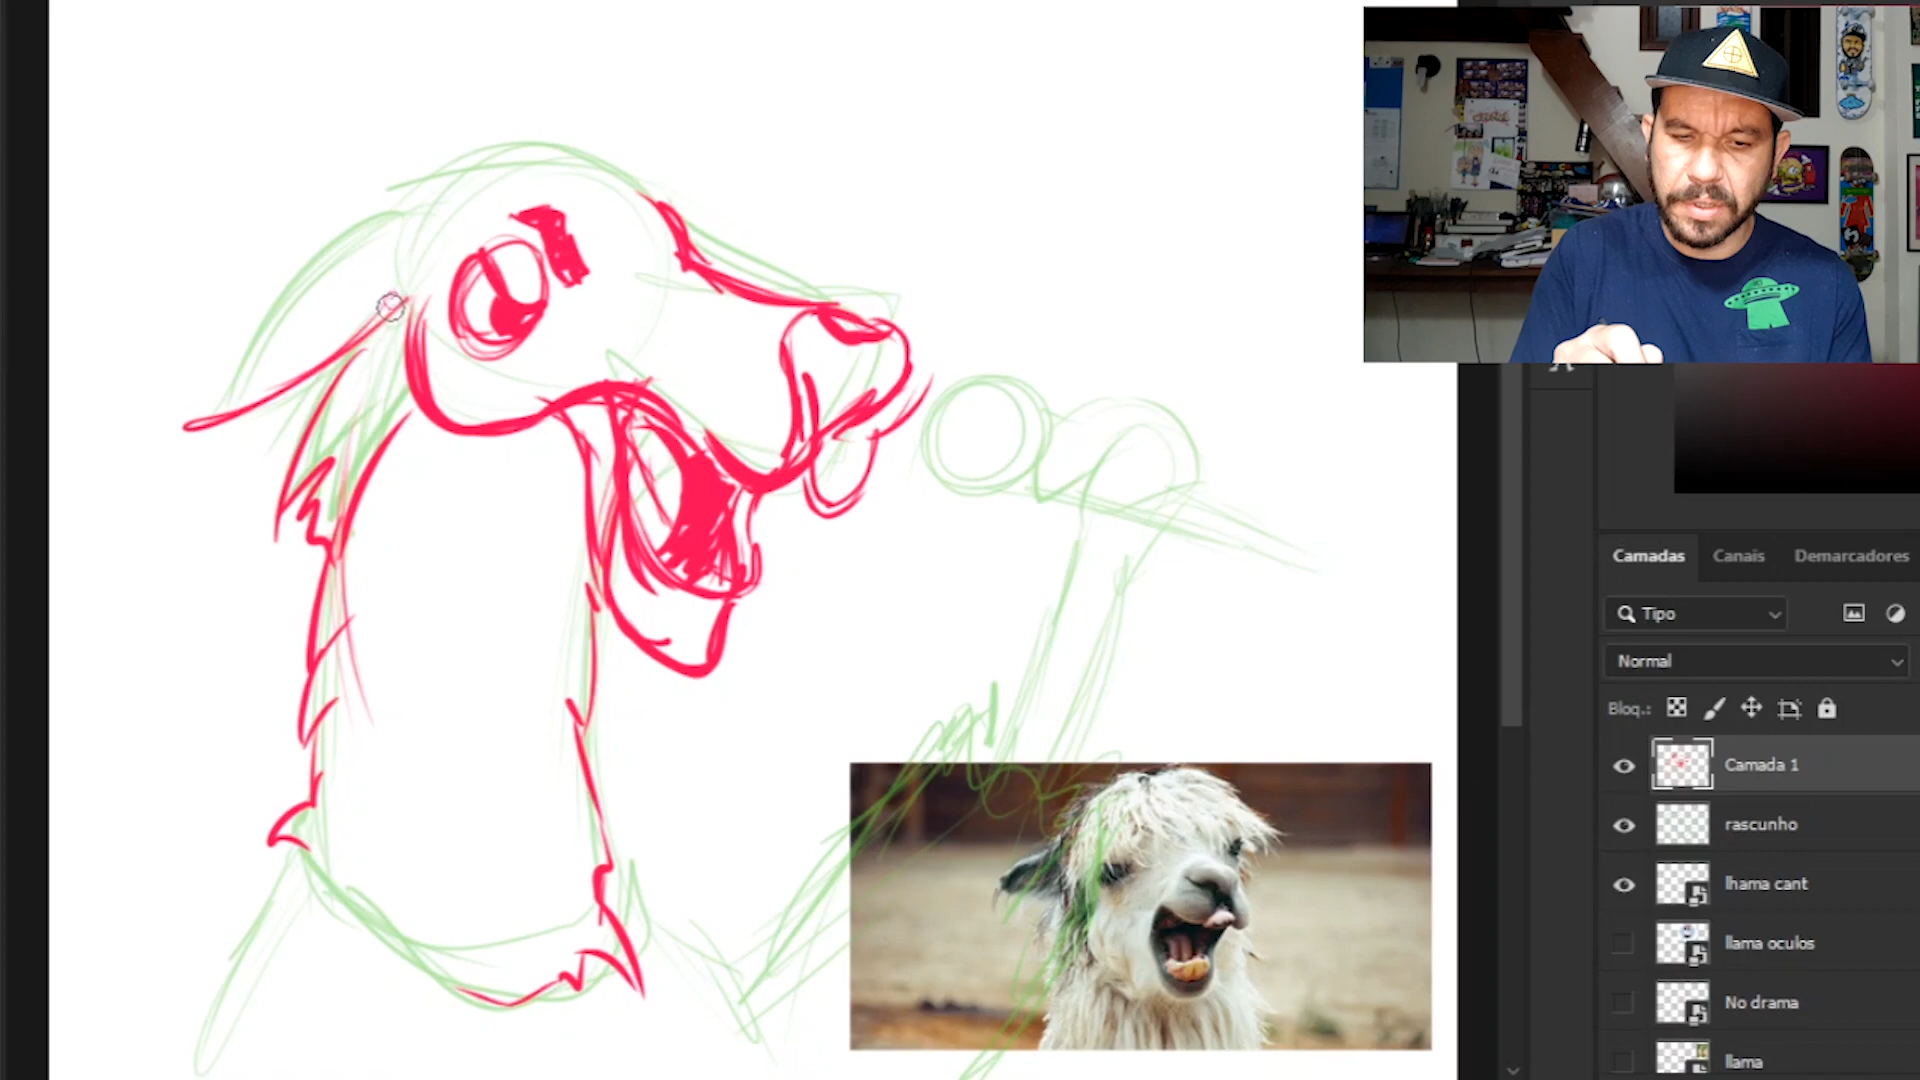 Camadas Canais Demarcadores
Tipo
Normal
Bloq.:
Camada 1
rascunho
lhama cant
llama oculos
No drama
llama